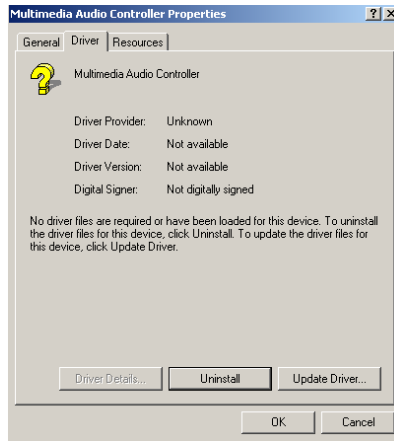 Multimedia Audio Controller Properties
General Driver Resources
Multimedia Audio Controller
Driver Provider: Unknown
Driver Date: Not available
Driver Version: Not available
Digital Signer: Not digitally signed
No driver files are required or have been loaded for this device. To uninstall
the driver files for this device, click Uninstall. To update the driver files for
this device, click Update Driver.
Driver Details... Uninstall Update Driver...
OK Cancel